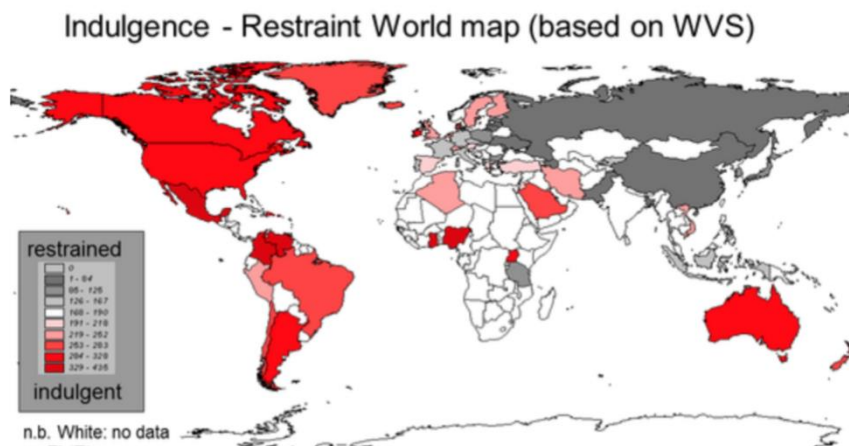 Indulgence - Restraint World map (based on WVS)
restrained
0
1 - 84
85 - 125
126 - 167
168 - 190
191 - 218
219 - 252
253 - 283
284 - 328
329 - 435
indulgent
n.b. White: no data